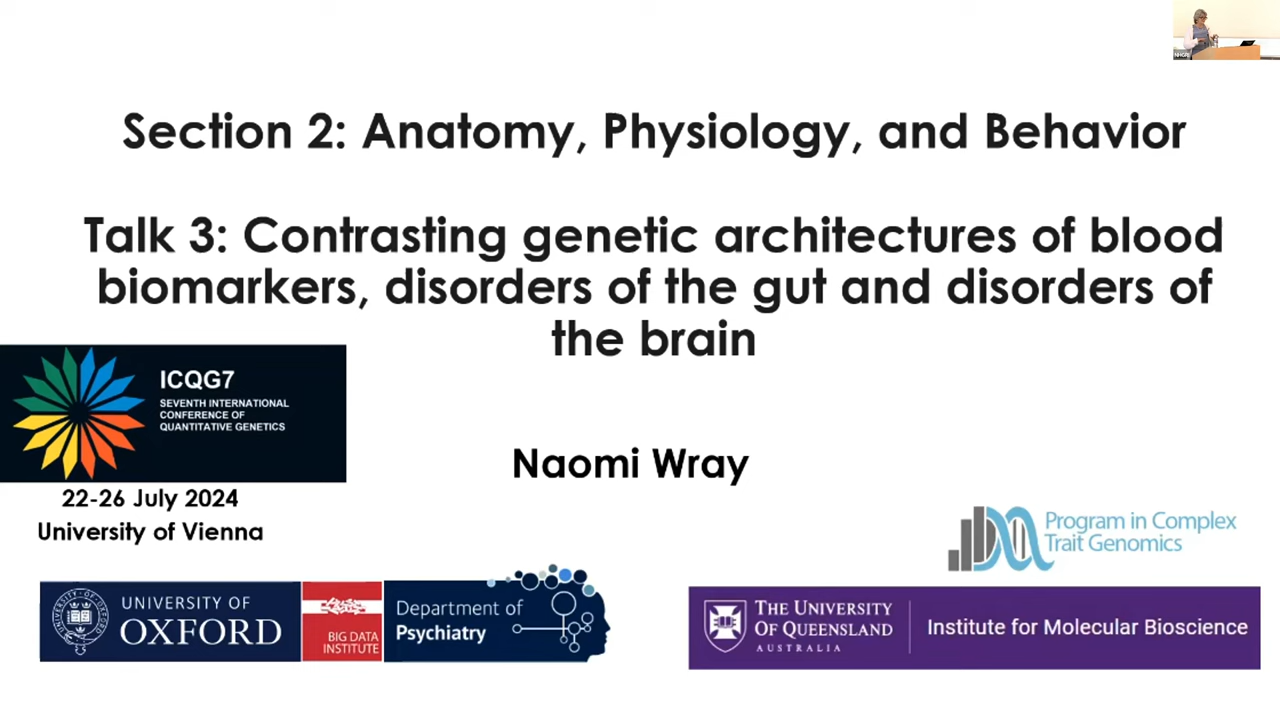 NHGRI
Section 2: Anatomy, Physiology, and Behavior
Talk 3: Contrasting genetic architectures of blood
biomarkers, disorders of the gut and disorders of
the brain
ICQG7
SEVENTH INTERNATIONAL
CONFERENCE OF
QUANTITATIVE GENETICS
Naomi Wray
22-26 July 2024
University of Vienna
Program in Complex
Trait Genomics
UNIVERSITY OF
OXFORD
BIG DATA
INSTITUTE
Department of
Psychiatry
THE UNIVERSITY
OF QUEENSLAND
AUSTRALIA
Institute for Molecular Bioscience